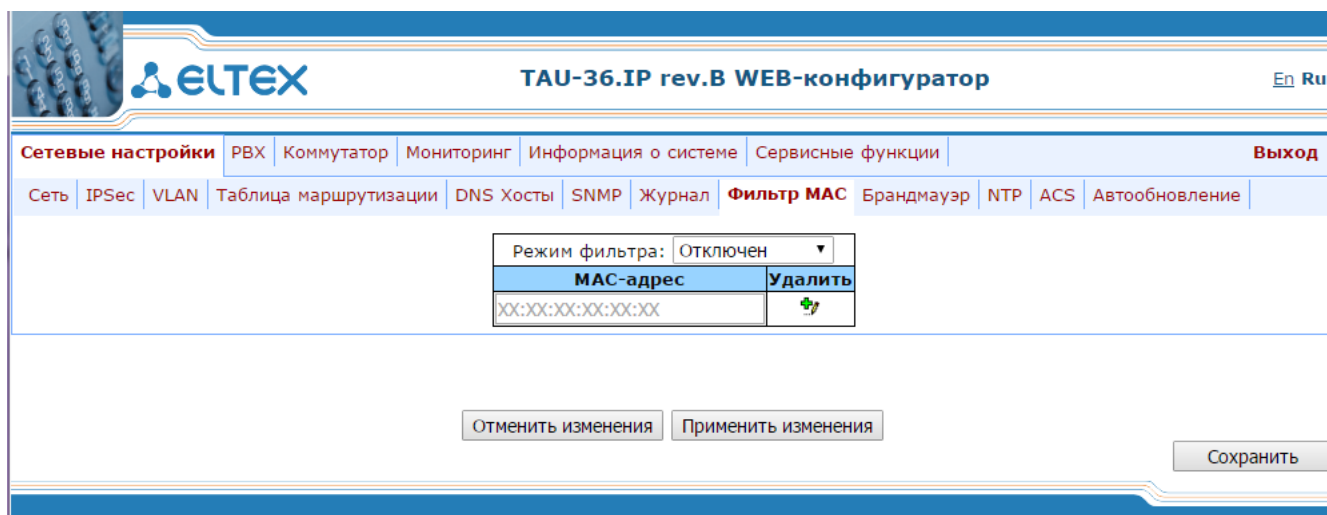 ELTEX TAU-36.IP rev.B WEB-конфигуратор En Ru
Сетевые настройки PBX Коммутатор Мониторинг Информация о системе Сервисные функции Выход
Сеть IPSec VLAN Таблица маршрутизации DNS Хосты SNMP Журнал Фильтр MAC Брандмауэр NTP ACS Автообновление
Режим фильтра: Отключен
MAC-адрес Удалить
XX:XX:XX:XX:XX:XX
Отменить изменения Применить изменения
Сохранить